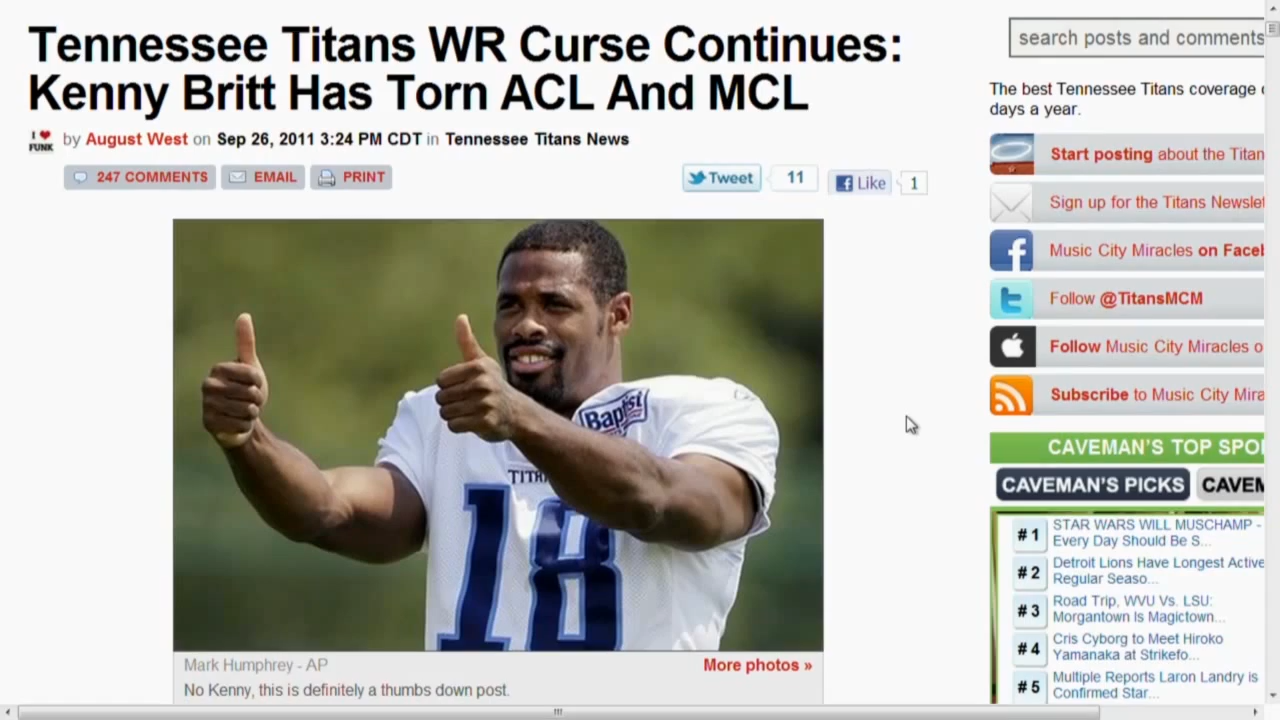 Tennessee Titans WR Curse Continues:
Kenny Britt Has Torn ACL And MCL
I ❤ FUNK
by August West on Sep 26, 2011 3:24 PM CDT in Tennessee Titans News
247 COMMENTS EMAIL PRINT
Tweet 11 Like 1
Baptist
18
Mark Humphrey - AP More photos »
No Kenny, this is definitely a thumbs down post.
search posts and comments
The best Tennessee Titans coverage
days a year.
Start posting about the Titan
Sign up for the Titans Newslet
Music City Miracles on Faceb
Follow @TitansMCM
Follow Music City Miracles o
Subscribe to Music City Mira
CAVEMAN'S TOP SPO
CAVEMAN'S PICKS CAVEM
#1 STAR WARS WILL MUSCHAMP -
Every Day Should Be S...
#2 Detroit Lions Have Longest Active
Regular Seaso...
#3 Road Trip, WVU Vs. LSU:
Morgantown Is Magictown...
#4 Cris Cyborg to Meet Hiroko
Yamanaka at Strikefo...
#5 Multiple Reports Laron Landry is
Confirmed Star...